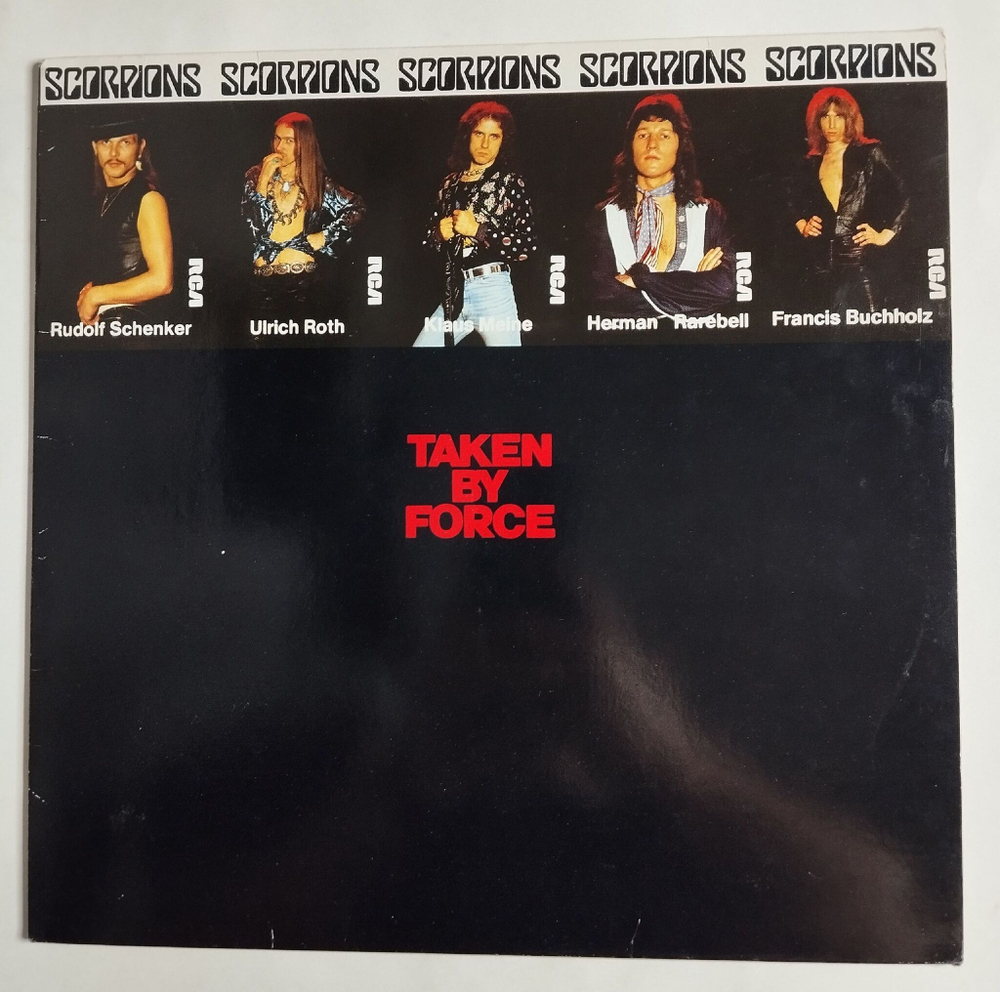 SCORPIONS SCORPIONS SCORPIONS SCORPIONS SCORPIONS
RCA RCA RCA RCA RCA
Rudolf Schenker Ulrich Roth Klaus Meine Herman Rarebell Francis Buchholz
TAKEN
BY
FORCE